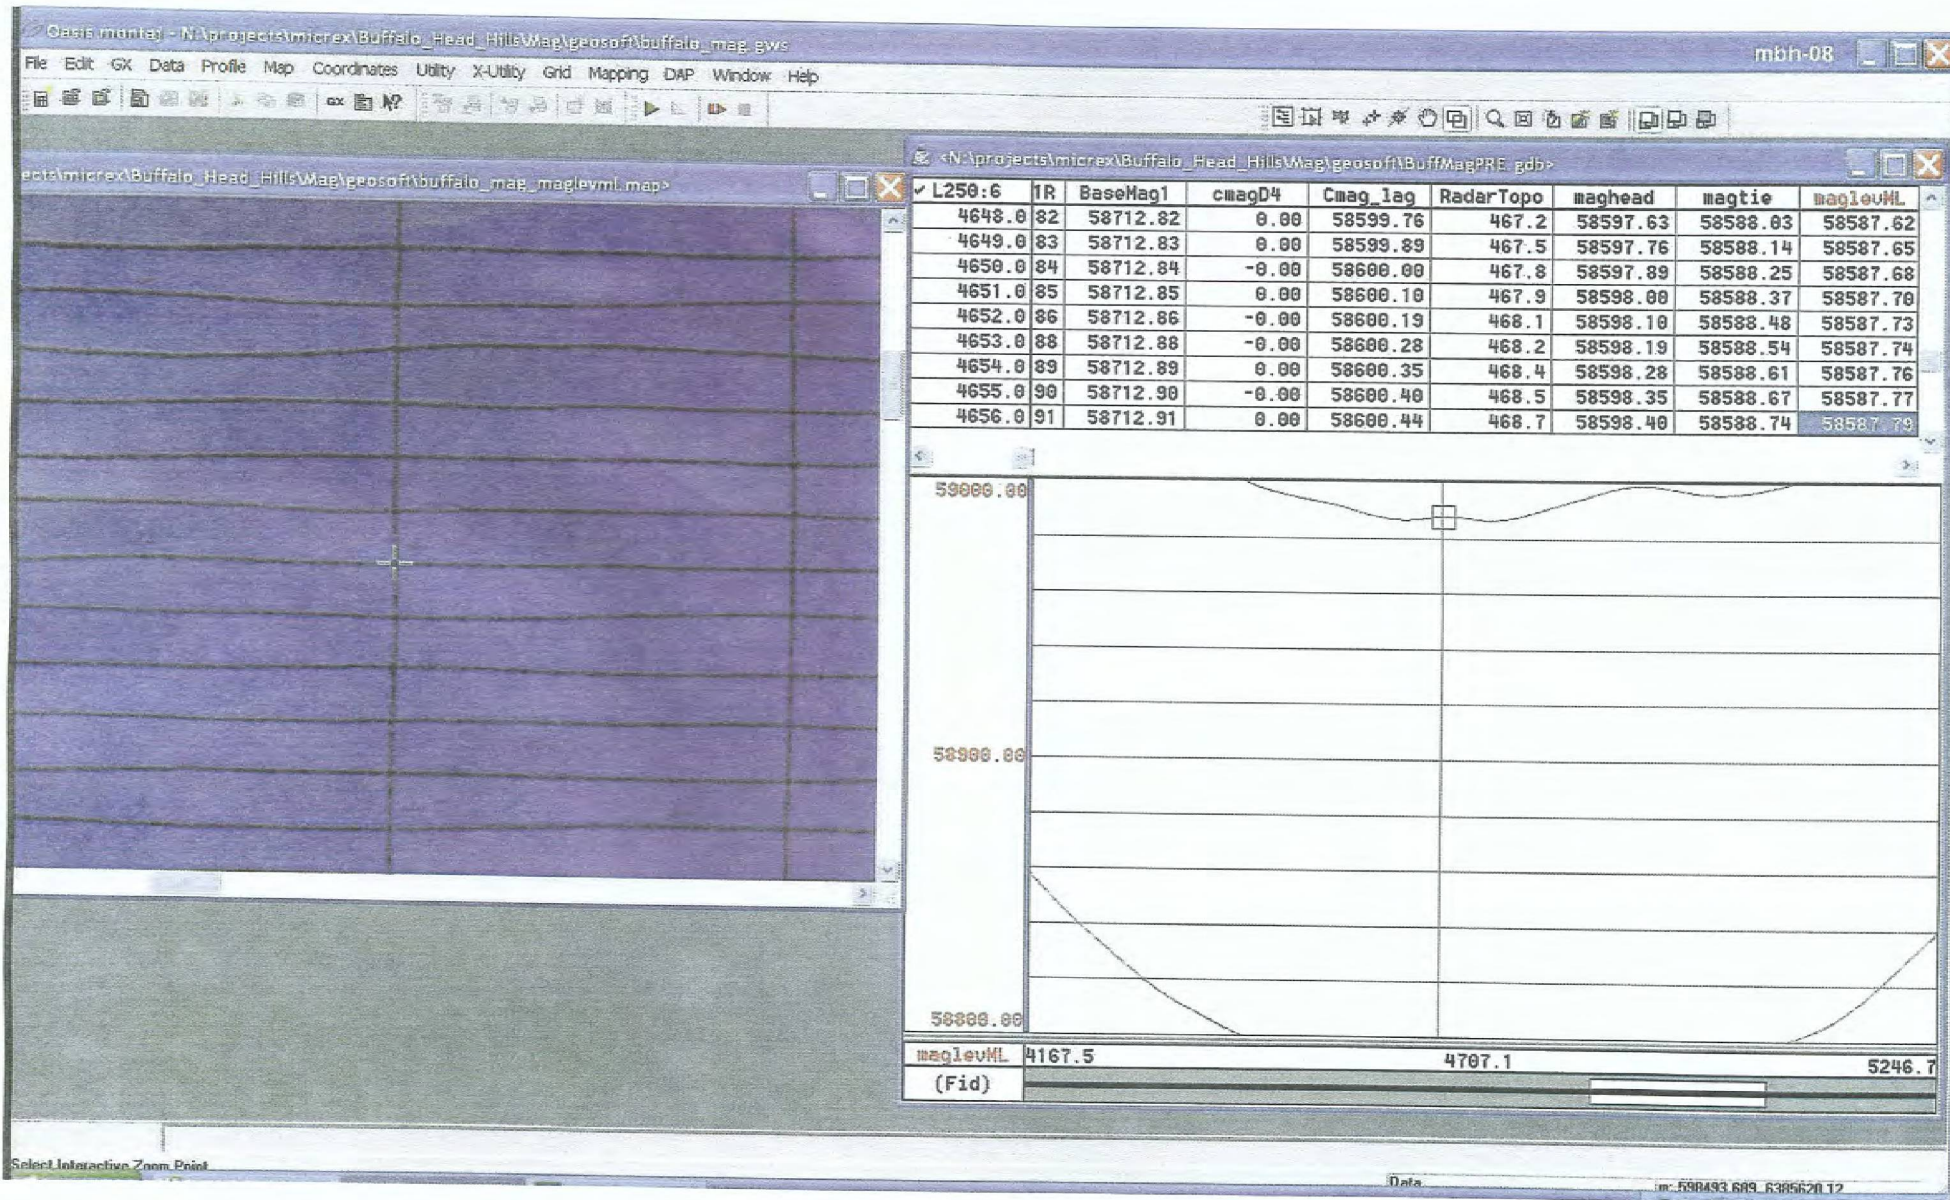 Oasis montaj - N:\projects\micrex\Buffalo_Head_Hills\Mag\geosoft\buffalo_mag.gws
mbh-08
File Edit GX Data Profile Map Coordinates Utility X-Utility Grid Mapping DAP Window Help
GX
ects\micrex\Buffalo_Head_Hills\Mag\geosoft\buffalo_mag_maglevml.map>
<N:\projects\micrex\Buffalo_Head_Hills\Mag\geosoft\BuffMagPRE.gdb>
L250:6 1R BaseMag1 cmagD4 Cmag_lag RadarTopo maghead magtie maglevML
4648.0 82 58712.82 0.00 58599.76 467.2 58597.63 58588.03 58587.62
4649.0 83 58712.83 0.00 58599.89 467.5 58597.76 58588.14 58587.65
4650.0 84 58712.84 -0.00 58600.00 467.8 58597.89 58588.25 58587.68
4651.0 85 58712.85 0.00 58600.10 467.9 58598.00 58588.37 58587.70
4652.0 86 58712.86 -0.00 58600.19 468.1 58598.10 58588.48 58587.73
4653.0 88 58712.88 -0.00 58600.28 468.2 58598.19 58588.54 58587.74
4654.0 89 58712.89 0.00 58600.35 468.4 58598.28 58588.61 58587.76
4655.0 90 58712.90 -0.00 58600.40 468.5 58598.35 58588.67 58587.77
4656.0 91 58712.91 0.00 58600.44 468.7 58598.40 58588.74 58587.79
59000.00
58900.00
58800.00
maglevML 4167.5 4707.1 5246.7
(Fid)
Select Interactive Zoom Point
Data
m: 598493.689, 6385620.12